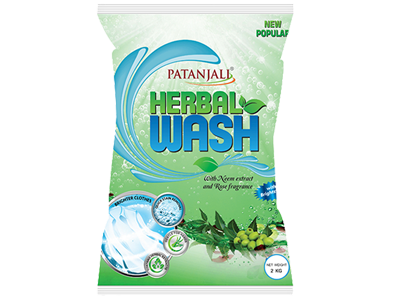 NEW
POPULAR
PATANJALI®
HERBAL
WASH
With Neem extract
and Rose fragrance
BRIGHTER CLOTHES
NET WEIGHT
2 KG